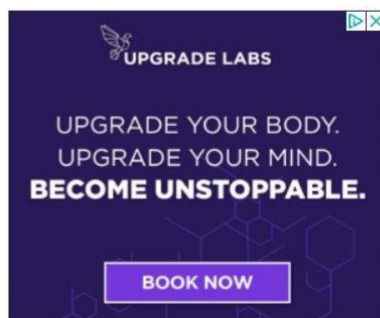 UPGRADE LABS
UPGRADE YOUR BODY.
UPGRADE YOUR MIND.
BECOME UNSTOPPABLE.
BOOK NOW